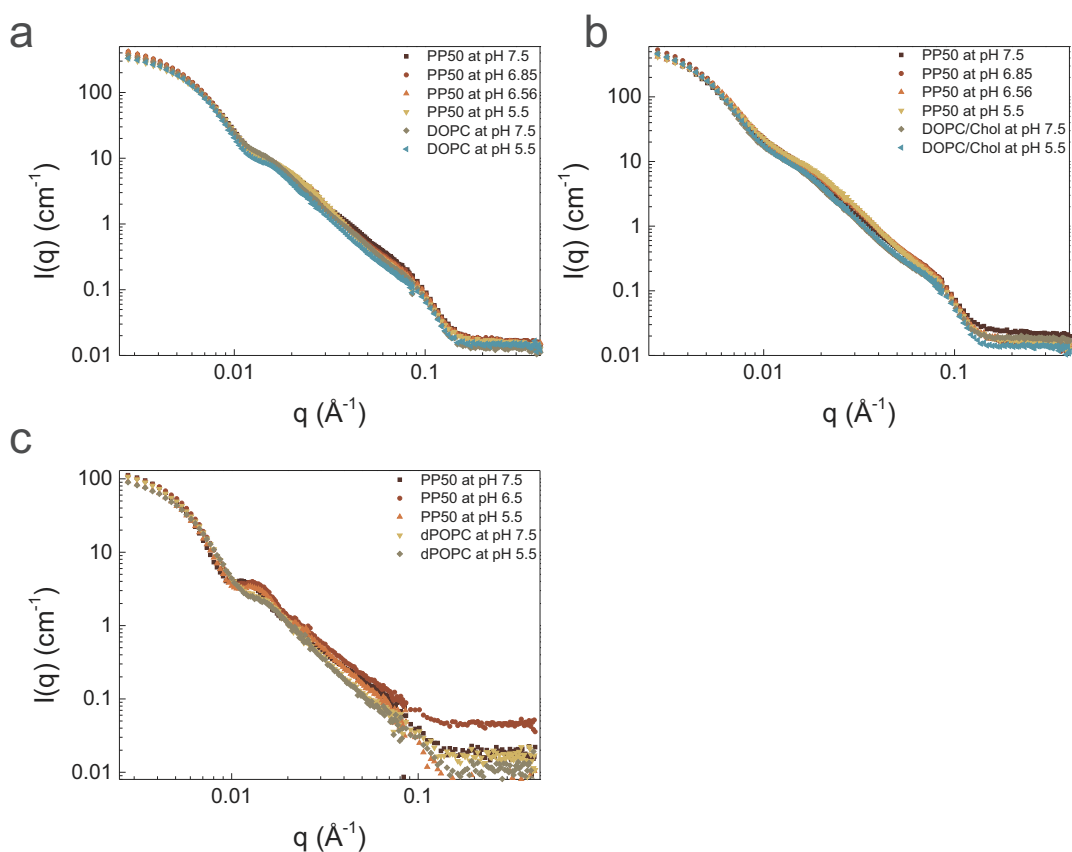 a
PP50 at pH 7.5
PP50 at pH 6.85
PP50 at pH 6.56
PP50 at pH 5.5
DOPC at pH 7.5
DOPC at pH 5.5
100
10
1
0.1
0.01
0.01
0.1
I(q) (cm⁻¹)
q (Å⁻¹)
b
PP50 at pH 7.5
PP50 at pH 6.85
PP50 at pH 6.56
PP50 at pH 5.5
DOPC/Chol at pH 7.5
DOPC/Chol at pH 5.5
100
10
1
0.1
0.01
0.01
0.1
I(q) (cm⁻¹)
q (Å⁻¹)
c
PP50 at pH 7.5
PP50 at pH 6.5
PP50 at pH 5.5
dPOPC at pH 7.5
dPOPC at pH 5.5
100
10
1
0.1
0.01
0.01
0.1
I(q) (cm⁻¹)
q (Å⁻¹)